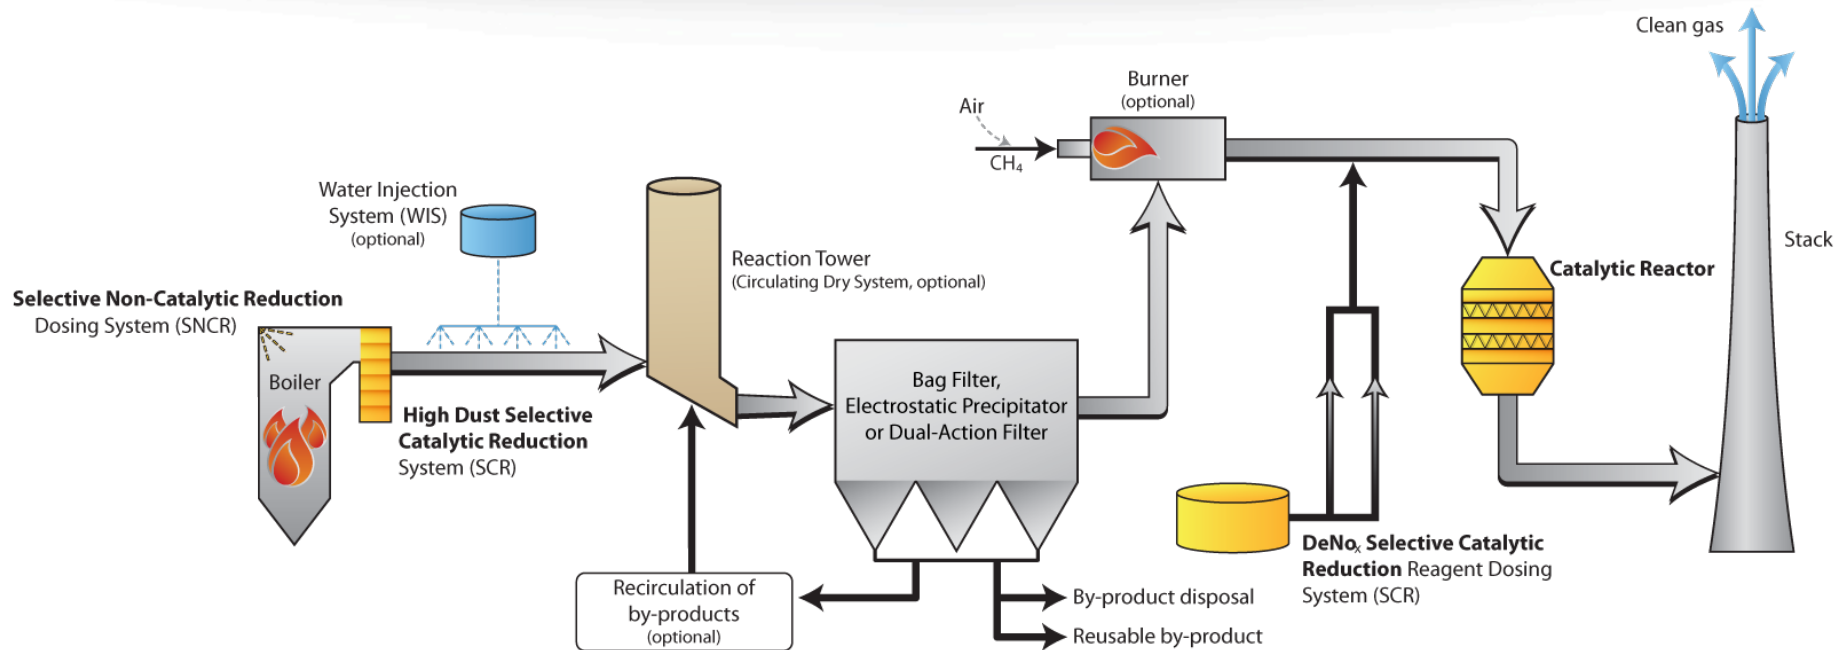 Clean gas
Burner
(optional)
Air
CH₄
Water Injection
System (WIS)
(optional)
Reaction Tower
(Circulating Dry System, optional)
Stack
Catalytic Reactor
Selective Non-Catalytic Reduction
Dosing System (SNCR)
Boiler
High Dust Selective
Catalytic Reduction
System (SCR)
Bag Filter,
Electrostatic Precipitator
or Dual-Action Filter
DeNoₓ Selective Catalytic
Reduction Reagent Dosing
System (SCR)
Recirculation of
by-products
(optional)
By-product disposal
Reusable by-product